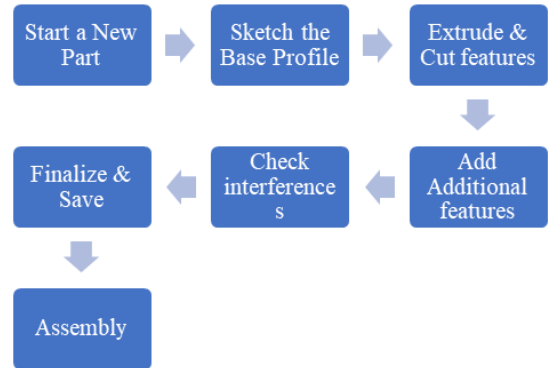 Start a New
Part
Sketch the
Base Profile
Extrude &
Cut features
Add
Additional
features
Check
interference
s
Finalize &
Save
Assembly